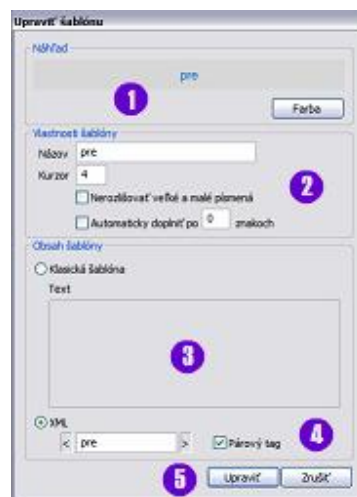 Upraviť šablónu
Náhľad
pre
1
Farba
Vlastnosti šablóny
Názov pre
Kurzor 4
2
Nerozlišovať veľké a malé písmená
Automaticky doplniť po 0 znakoch
Obsah šablóny
Klasická šablóna
Text
3
XML
4
< pre > Párový tag
5 Upraviť Zrušiť